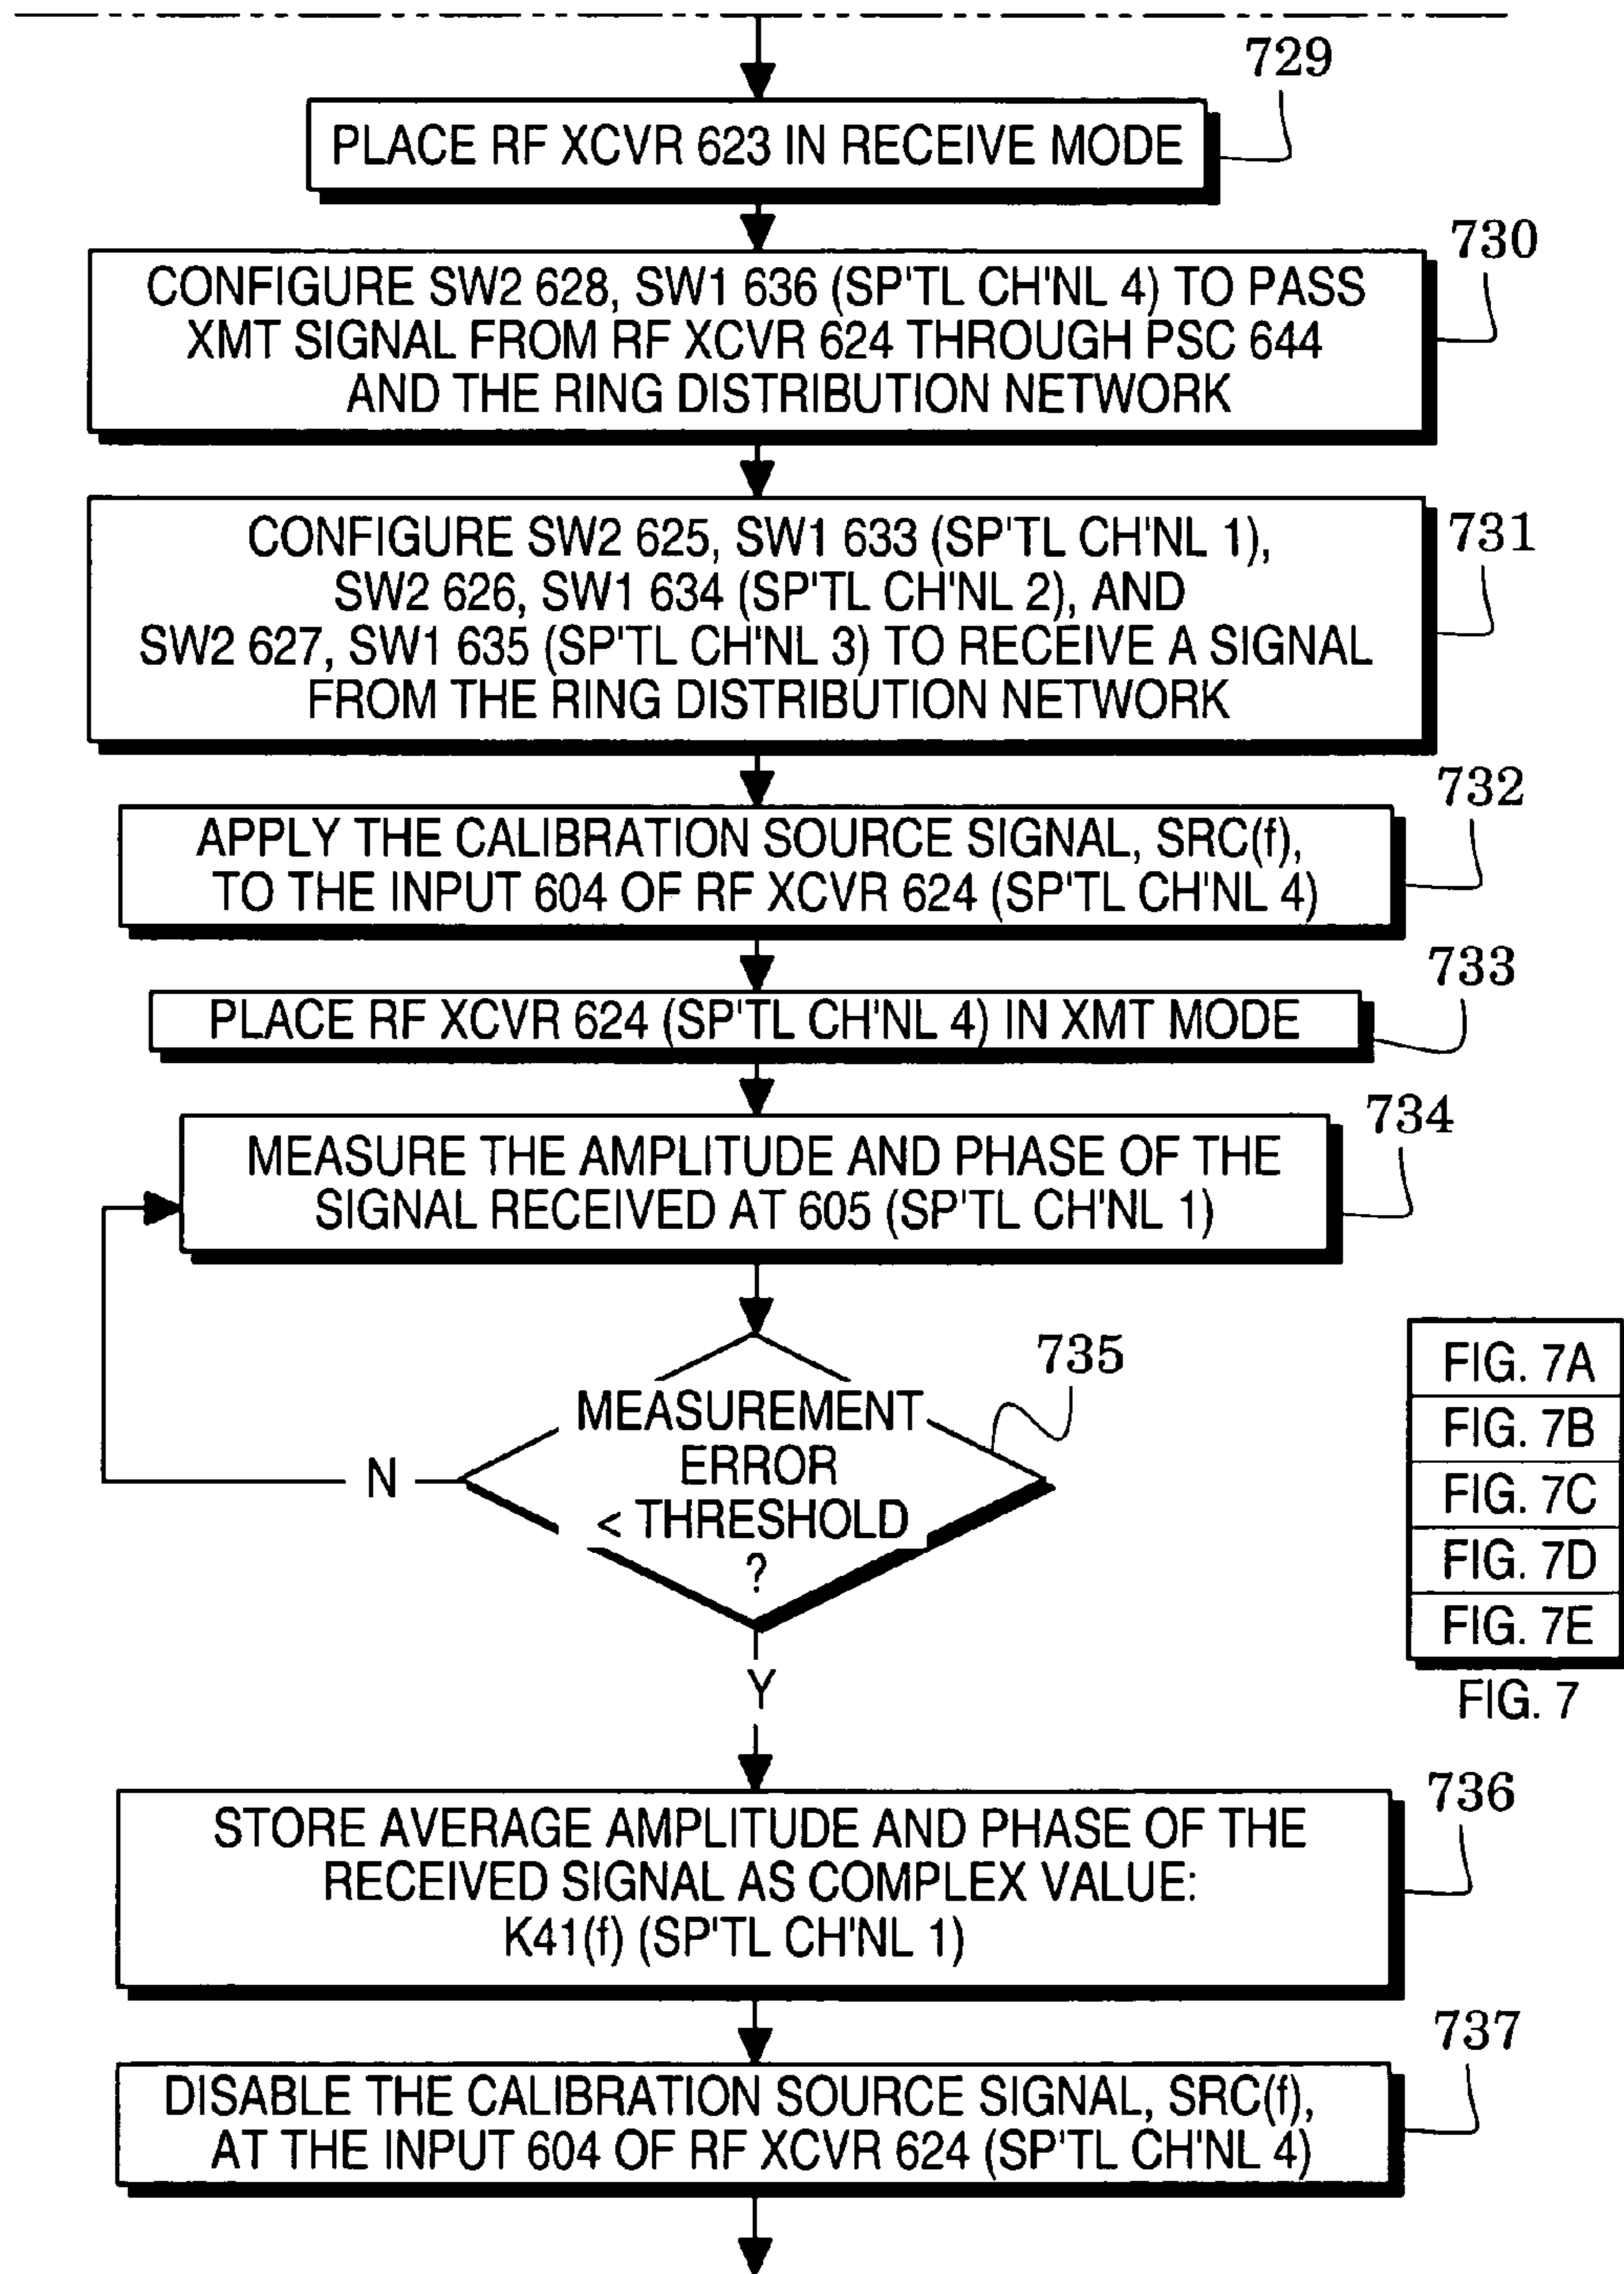 729
PLACE RF XCVR 623 IN RECEIVE MODE
730
CONFIGURE SW2 628, SW1 636 (SP'TL CH'NL 4) TO PASS
XMT SIGNAL FROM RF XCVR 624 THROUGH PSC 644
AND THE RING DISTRIBUTION NETWORK
731
CONFIGURE SW2 625, SW1 633 (SP'TL CH'NL 1),
SW2 626, SW1 634 (SP'TL CH'NL 2), AND
SW2 627, SW1 635 (SP'TL CH'NL 3) TO RECEIVE A SIGNAL
FROM THE RING DISTRIBUTION NETWORK
732
APPLY THE CALIBRATION SOURCE SIGNAL, SRC(f),
TO THE INPUT 604 OF RF XCVR 624 (SP'TL CH'NL 4)
733
PLACE RF XCVR 624 (SP'TL CH'NL 4) IN XMT MODE
734
MEASURE THE AMPLITUDE AND PHASE OF THE
SIGNAL RECEIVED AT 605 (SP'TL CH'NL 1)
735
MEASUREMENT
ERROR
< THRESHOLD
?
N
Y
FIG. 7A
FIG. 7B
FIG. 7C
FIG. 7D
FIG. 7E
FIG. 7
736
STORE AVERAGE AMPLITUDE AND PHASE OF THE
RECEIVED SIGNAL AS COMPLEX VALUE:
K41(f) (SP'TL CH'NL 1)
737
DISABLE THE CALIBRATION SOURCE SIGNAL, SRC(f),
AT THE INPUT 604 OF RF XCVR 624 (SP'TL CH'NL 4)